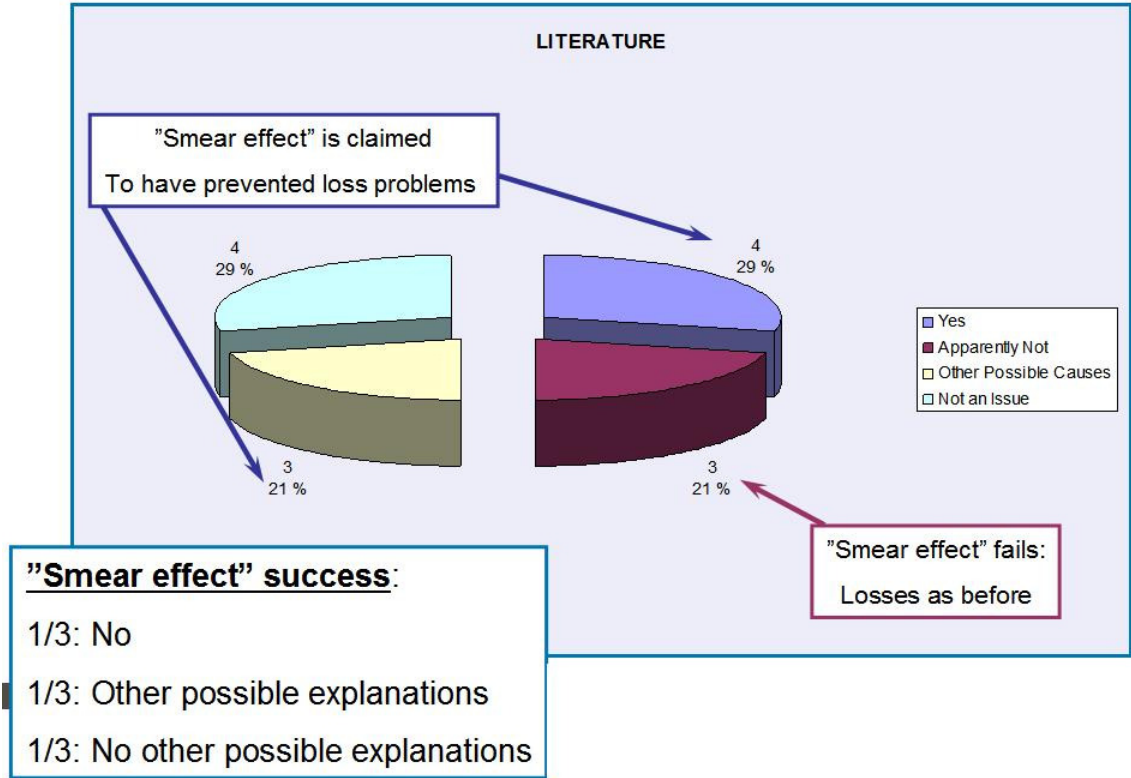 LITERATURE
”Smear effect” is claimed
To have prevented loss problems
4
29 %
4
29 %
Yes
Apparently Not
Other Possible Causes
Not an Issue
3
21 %
3
21 %
”Smear effect” fails:
Losses as before
”Smear effect” success:
1/3: No
1/3: Other possible explanations
1/3: No other possible explanations